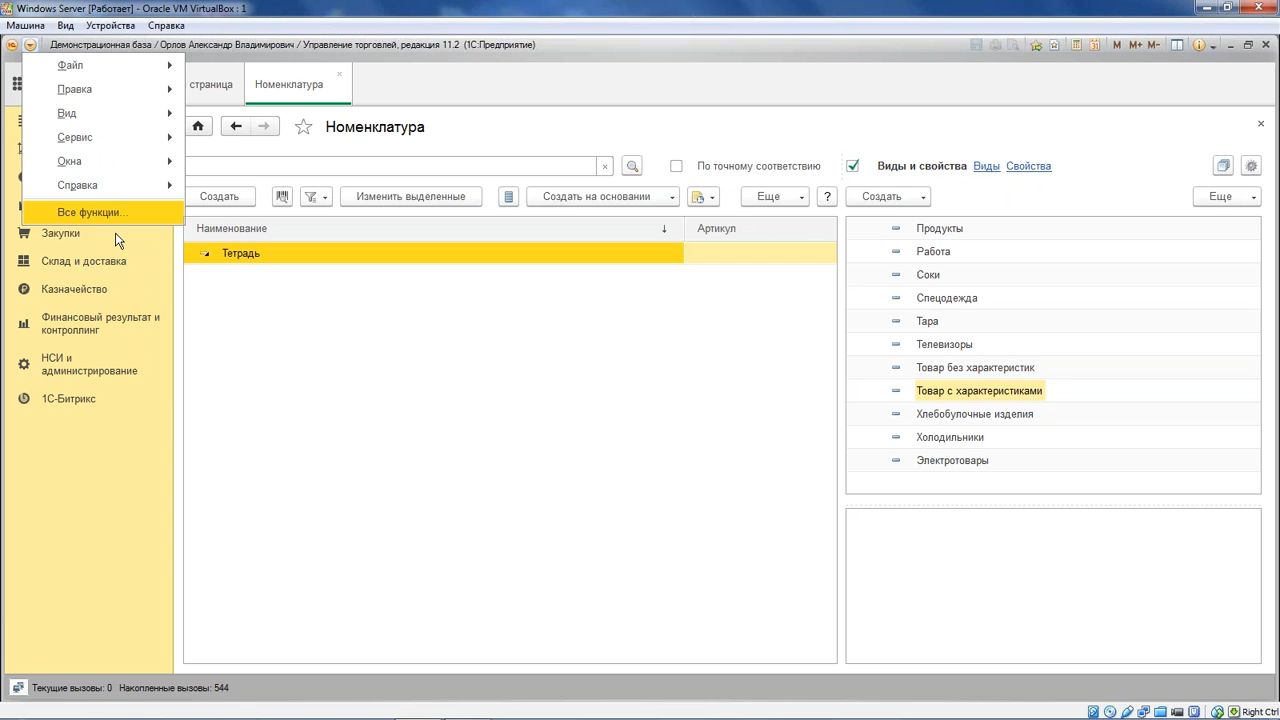 Windows Server [Работает] - Oracle VM VirtualBox : 1
Машина Вид Устройства Справка
Демонстрационная база / Орлов Александр Владимирович / Управление торговлей, редакция 11.2 (1С:Предприятие)
M M+ M-
Файл
Правка
Вид
Сервис
Окна
Справка
Все функции...
страница
Номенклатура
Номенклатура
По точному соответствию
Виды и свойства Виды Свойства
Создать
Изменить выделенные
Создать на основании
Еще
?
Создать
Еще
Наименование
Артикул
Тетрадь
Закупки
Склад и доставка
Казначейство
Финансовый результат и
контроллинг
НСИ и
администрирование
1С-Битрикс
Продукты
Работа
Соки
Спецодежда
Тара
Телевизоры
Товар без характеристик
Товар с характеристиками
Хлебобулочные изделия
Холодильники
Электротовары
Текущие вызовы: 0 Накопленные вызовы: 544
Right Ctrl